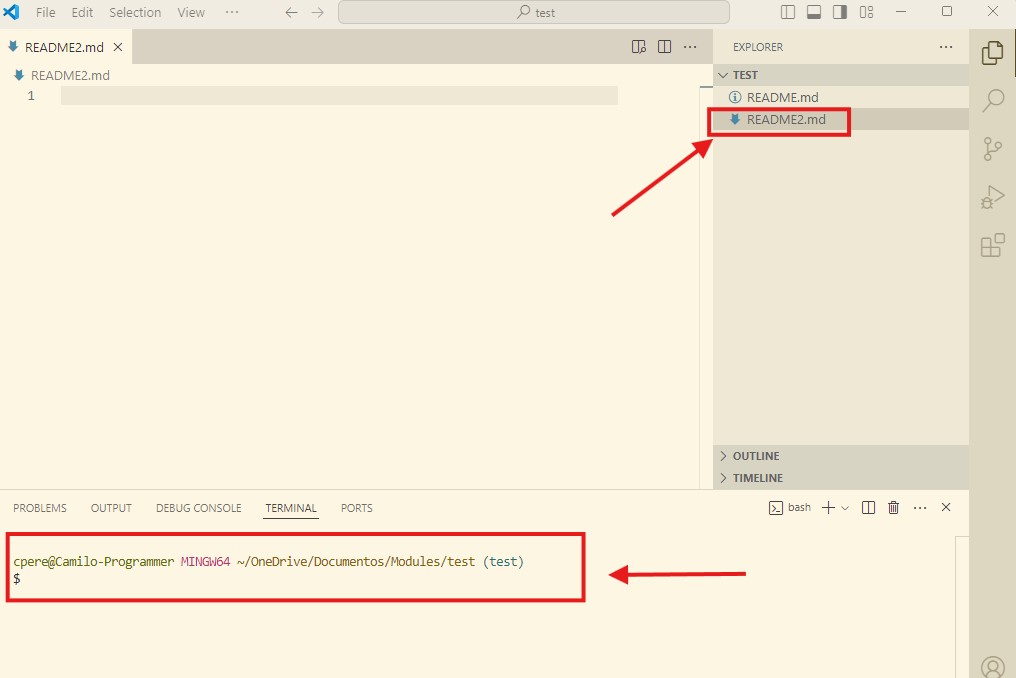 File Edit Selection View ··· test
README2.md
README2.md
1
EXPLORER
TEST
README.md
README2.md
OUTLINE
TIMELINE
PROBLEMS OUTPUT DEBUG CONSOLE TERMINAL PORTS bash
cpere@Camilo-Programmer MINGW64 ~/OneDrive/Documentos/Modules/test (test)
$